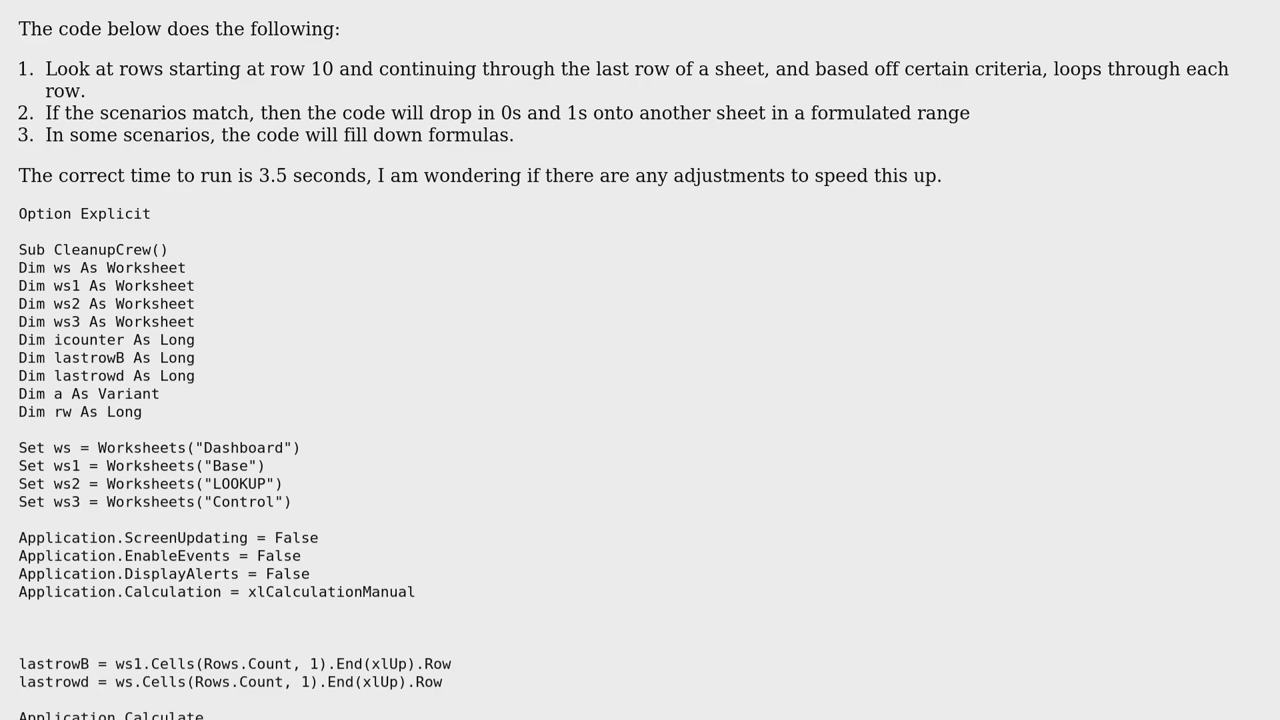 The code below does the following:
1. Look at rows starting at row 10 and continuing through the last row of a sheet, and based off certain criteria, loops through each
row.
2. If the scenarios match, then the code will drop in 0s and 1s onto another sheet in a formulated range
3. In some scenarios, the code will fill down formulas.
The correct time to run is 3.5 seconds, I am wondering if there are any adjustments to speed this up.
Option Explicit
Sub CleanupCrew()
Dim ws As Worksheet
Dim ws1 As Worksheet
Dim ws2 As Worksheet
Dim ws3 As Worksheet
Dim icounter As Long
Dim lastrowB As Long
Dim lastrowd As Long
Dim a As Variant
Dim rw As Long
Set ws = Worksheets("Dashboard")
Set ws1 = Worksheets("Base")
Set ws2 = Worksheets("LOOKUP")
Set ws3 = Worksheets("Control")
Application.ScreenUpdating = False
Application.EnableEvents = False
Application.DisplayAlerts = False
Application.Calculation = xlCalculationManual
lastrowB = ws1.Cells(Rows.Count, 1).End(xlUp).Row
lastrowd = ws.Cells(Rows.Count, 1).End(xlUp).Row
Application.Calculate